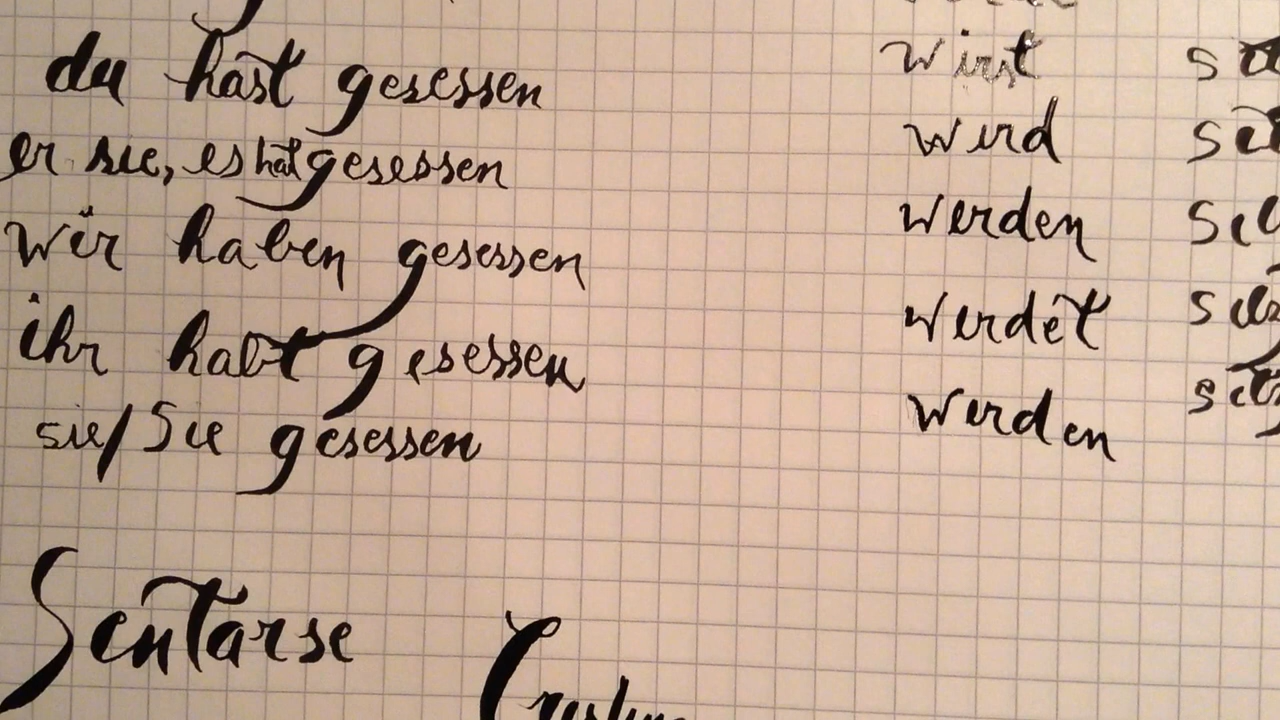 du hast gesessen wirst
er sie, es hat gesessen wird
wir haben gesessen werden
ihr habt gesessen werdet
sie/Sie gesessen werden
Sentarse